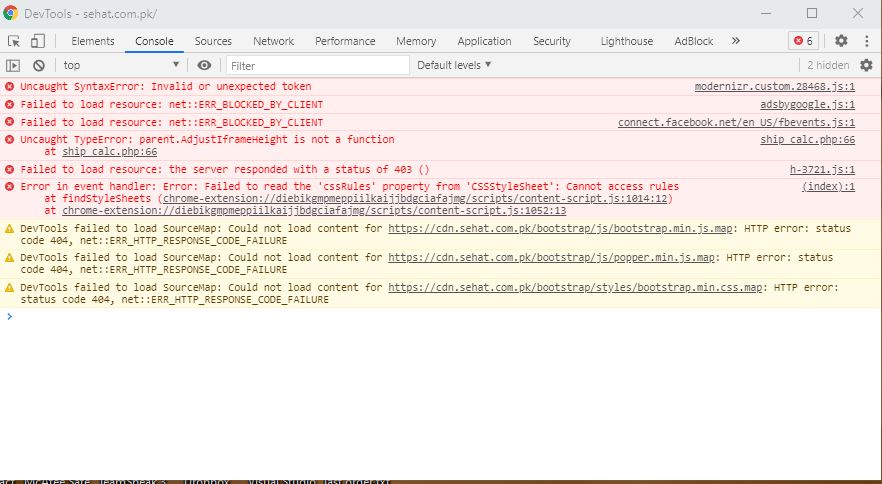 DevTools - sehat.com.pk/
Elements Console Sources Network Performance Memory Application Security Lighthouse AdBlock » 6
top ▼ Filter Default levels ▼ 2 hidden
Uncaught SyntaxError: Invalid or unexpected token modernizr.custom.28468.js:1
Failed to load resource: net::ERR_BLOCKED_BY_CLIENT adsbygoogle.js:1
Failed to load resource: net::ERR_BLOCKED_BY_CLIENT connect.facebook.net/en_US/fbevents.js:1
Uncaught TypeError: parent.AdjustIframeHeight is not a function ship_calc.php:66
at ship_calc.php:66
Failed to load resource: the server responded with a status of 403 () h-3721.js:1
Error in event handler: Error: Failed to read the 'cssRules' property from 'CSSStyleSheet': Cannot access rules (index):1
at findStyleSheets (chrome-extension://diebikgmpmeppiilkaijjbdgciafajmg/scripts/content-script.js:1014:12)
at chrome-extension://diebikgmpmeppiilkaijjbdgciafajmg/scripts/content-script.js:1052:13
DevTools failed to load SourceMap: Could not load content for https://cdn.sehat.com.pk/bootstrap/js/bootstrap.min.js.map: HTTP error: status
code 404, net::ERR_HTTP_RESPONSE_CODE_FAILURE
DevTools failed to load SourceMap: Could not load content for https://cdn.sehat.com.pk/bootstrap/js/popper.min.js.map: HTTP error: status
code 404, net::ERR_HTTP_RESPONSE_CODE_FAILURE
DevTools failed to load SourceMap: Could not load content for https://cdn.sehat.com.pk/bootstrap/styles/bootstrap.min.css.map: HTTP error:
status code 404, net::ERR_HTTP_RESPONSE_CODE_FAILURE
McAfee Safe TeamSpeak 3 Dropbox Visual Studio last order.txt